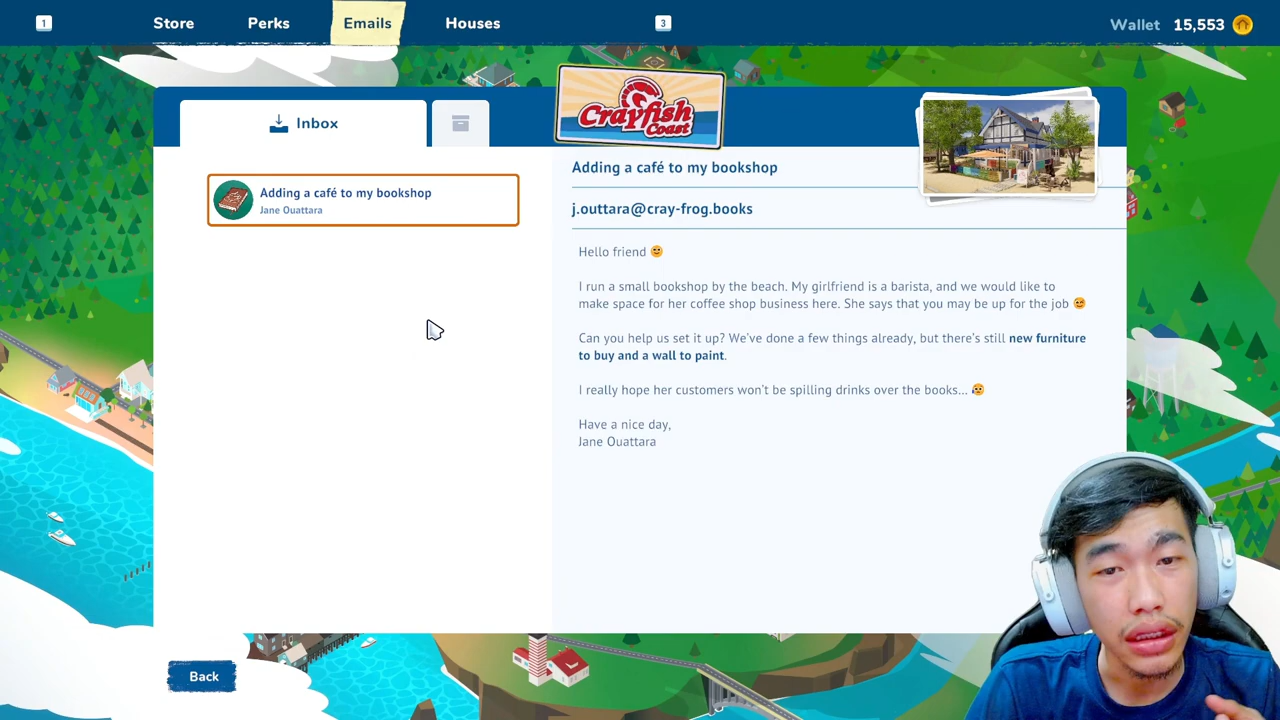 1
Store
Perks
Emails
Houses
3
Wallet 15,553
Inbox
Crayfish
Coast
Adding a café to my bookshop
Jane Ouattara
Adding a café to my bookshop
j.outtara@cray-frog.books
Hello friend 🙂
I run a small bookshop by the beach. My girlfriend is a barista, and we would like to
make space for her coffee shop business here. She says that you may be up for the job 😉
Can you help us set it up? We've done a few things already, but there's still new furniture
to buy and a wall to paint.
I really hope her customers won't be spilling drinks over the books... 😥
Have a nice day,
Jane Ouattara
Back